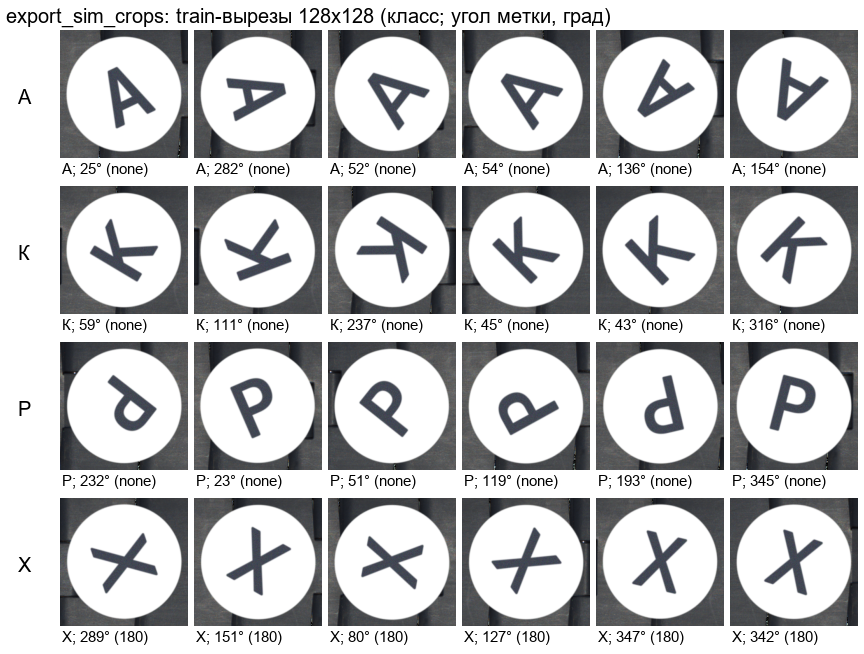 export_sim_crops: train-вырезы 128x128 (класс; угол метки, град)
А
А А А А А А
А; 25° (none) А; 282° (none) А; 52° (none) А; 54° (none) А; 136° (none) А; 154° (none)
К
К К К К К К
К; 59° (none) К; 111° (none) К; 237° (none) К; 45° (none) К; 43° (none) К; 316° (none)
Р
Р Р Р Р Р Р
Р; 232° (none) Р; 23° (none) Р; 51° (none) Р; 119° (none) Р; 193° (none) Р; 345° (none)
Х
Х Х Х Х Х Х
Х; 289° (180) Х; 151° (180) Х; 80° (180) Х; 127° (180) Х; 347° (180) Х; 342° (180)